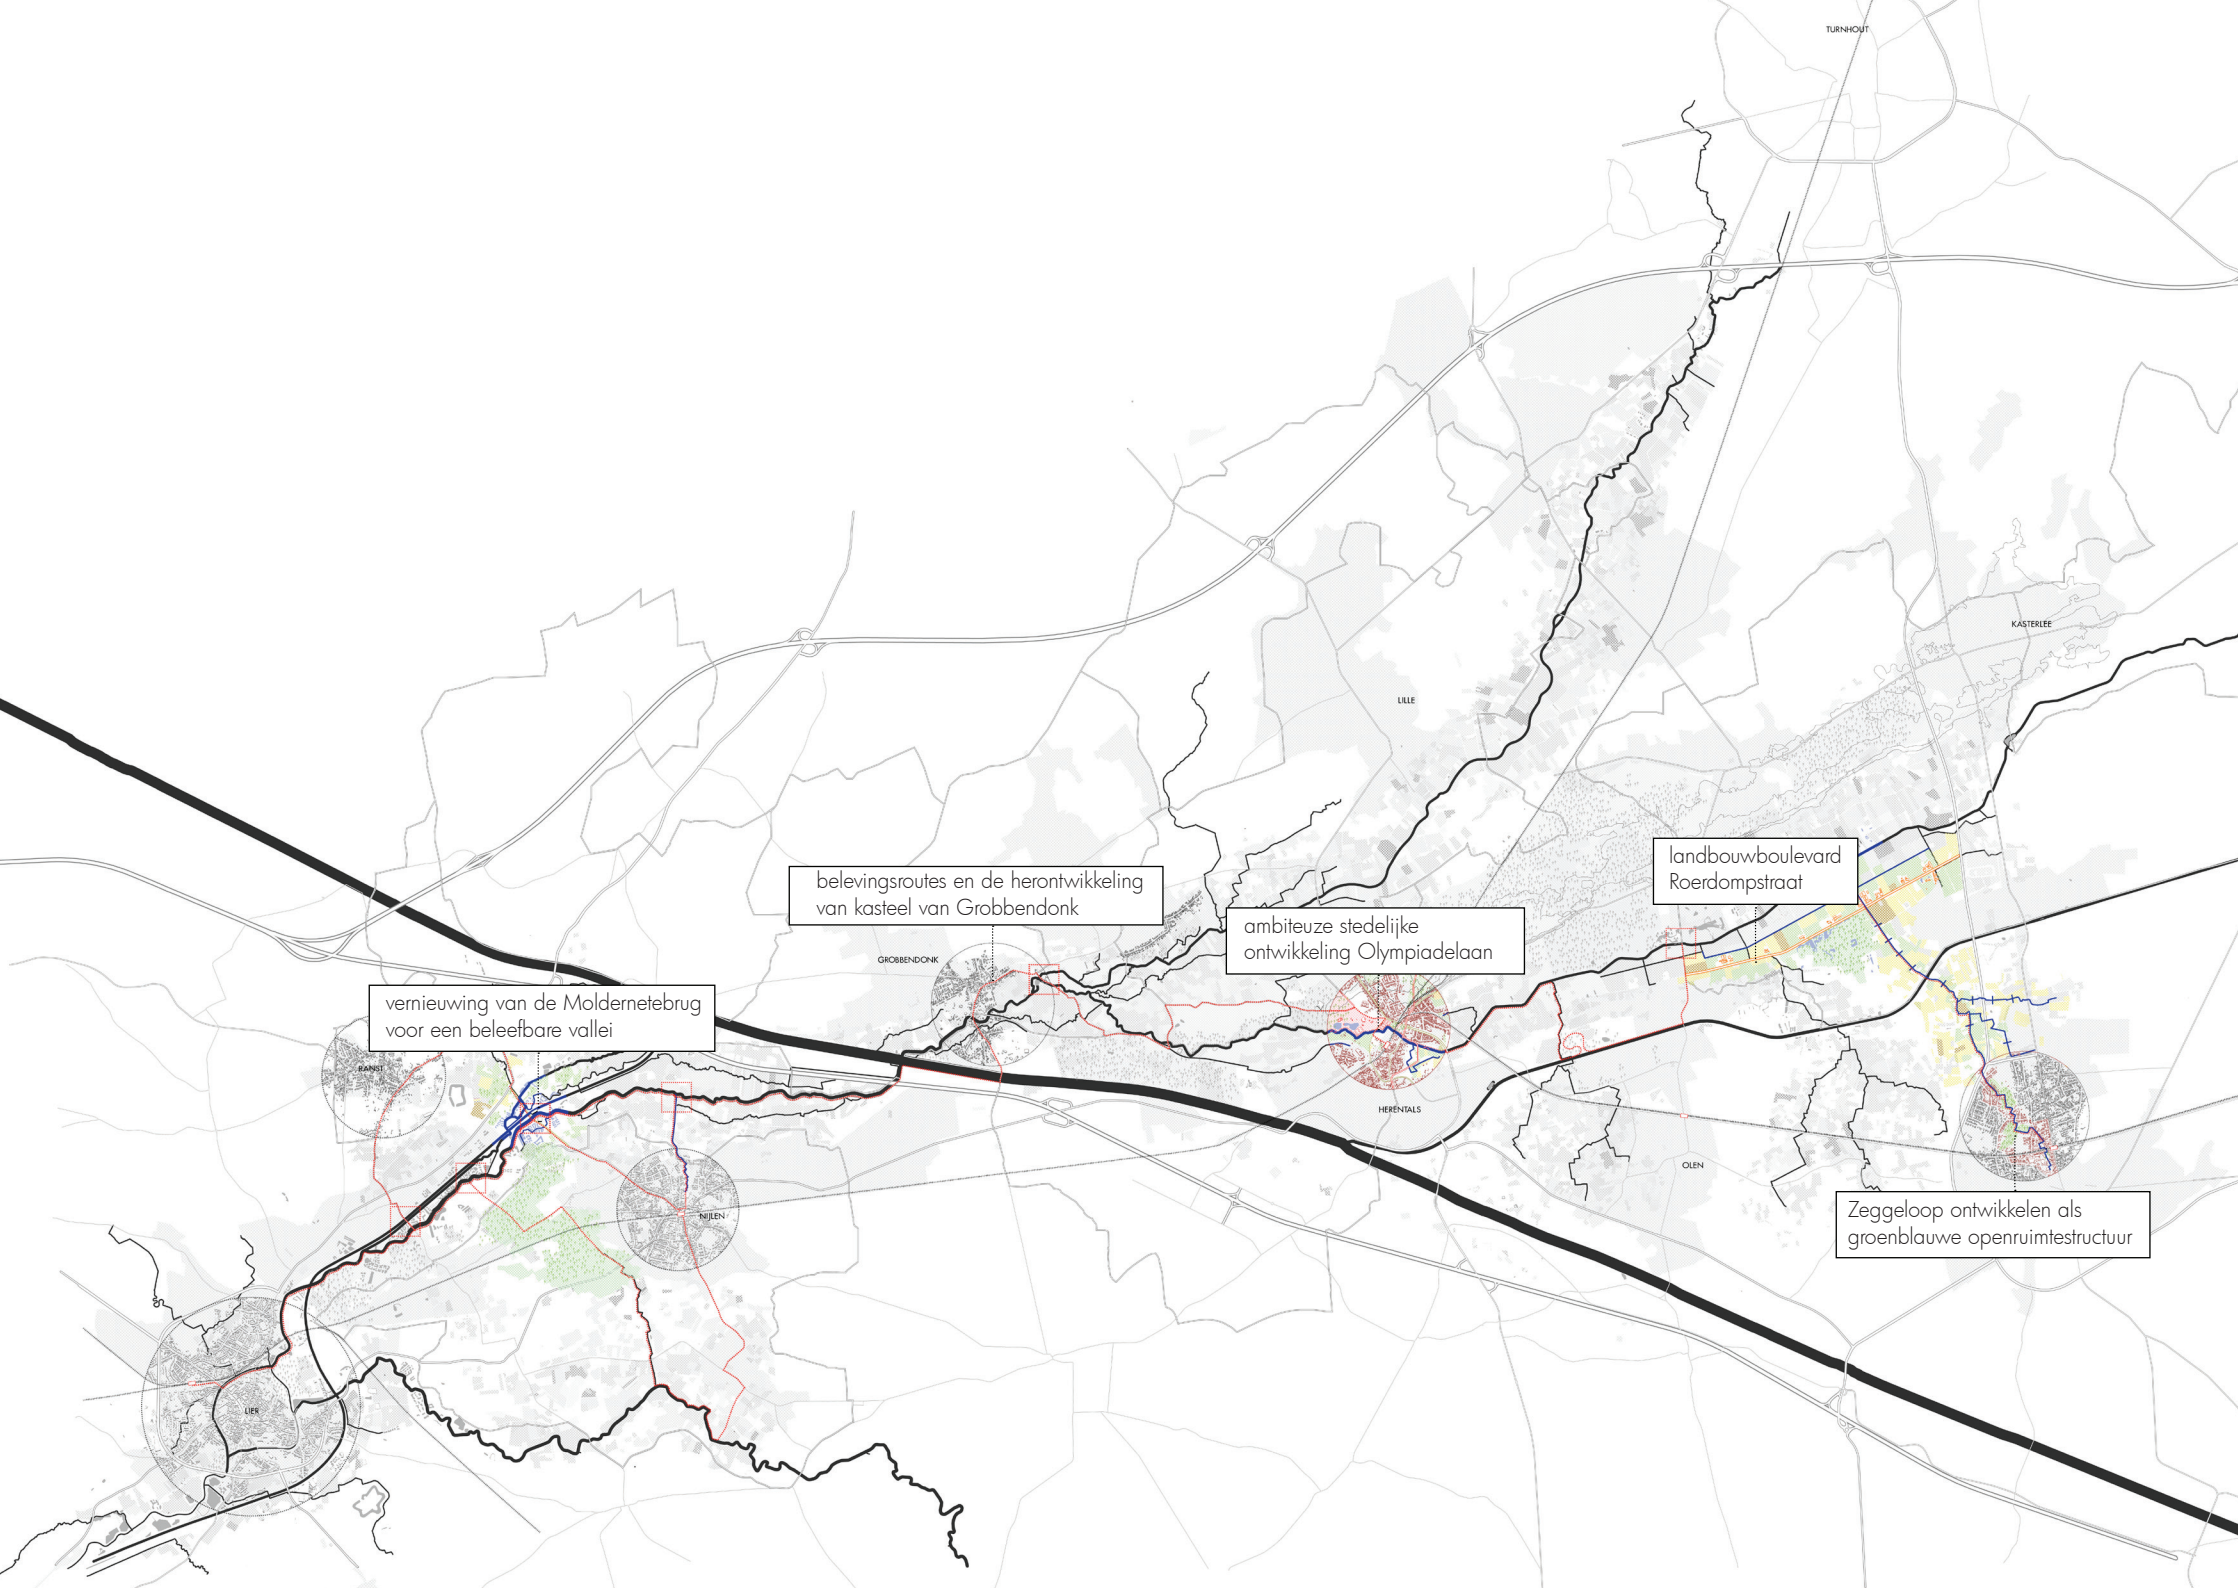 TURNHOUT
KASTERLEE
LILLE
landbouwboulevard
Roerdompstraat
belevingsroutes en de herontwikkeling
van kasteel van Grobbendonk
ambiteuze stedelijke
ontwikkeling Olympiadelaan
GROBBENDONK
vernieuwing van de Moldernetebrug
voor een beleefbare vallei
RANST
HERENTALS
OLEN
NIJLEN
Zeggeloop ontwikkelen als
groenblauwe openruimtestructuur
LIER